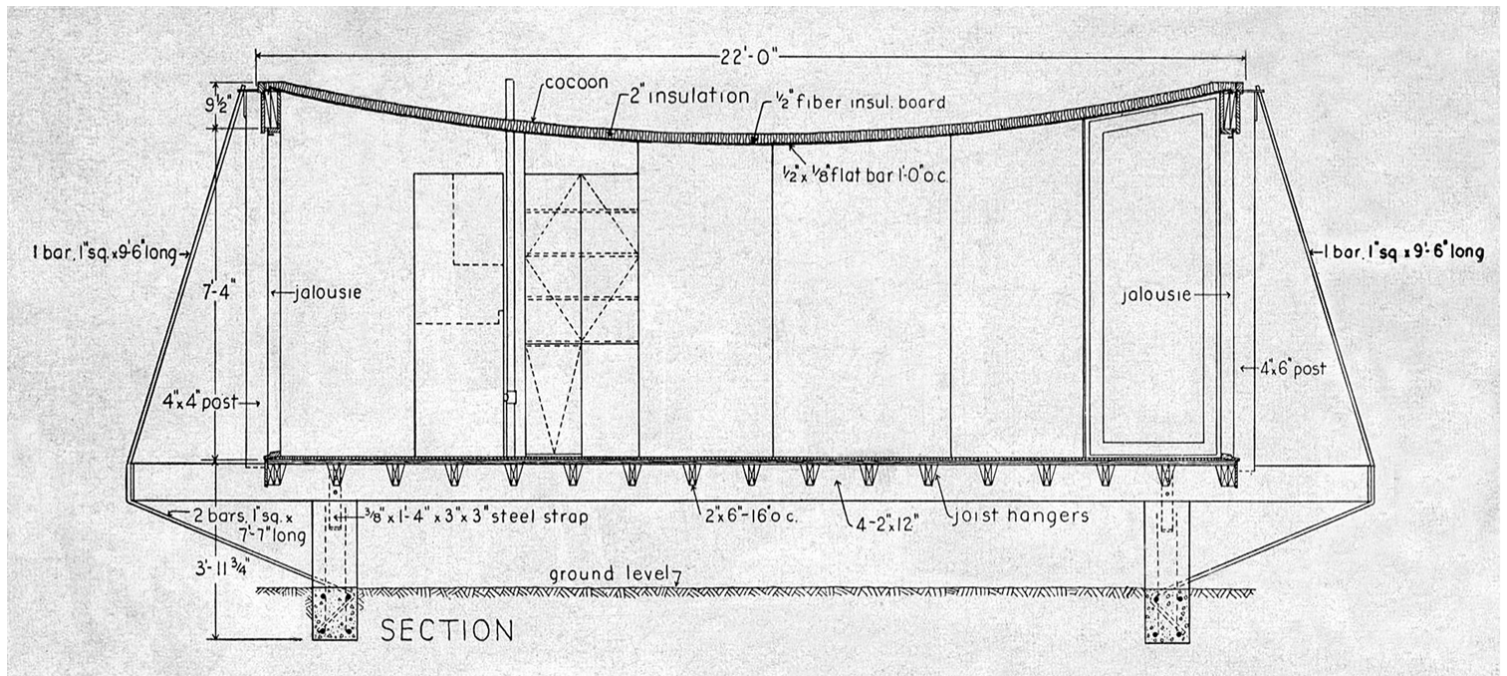 22'-0"
9½"
cocoon
2" insulation
½" fiber insul. board
½" x ⅛" flat bar 1'-0" o.c.
1 bar, 1" sq. x 9'-6" long
1 bar, 1" sq x 9'-6" long
7'-4"
jalousie
jalousie
4" x 4" post
4" x 6" post
2 bars, 1" sq. x
7'-7" long
⅜" x 1'-4" x 3" x 3" steel strap
2" x 6"-16" o c.
4-2" x 12"
joist hangers
3'-11 ¾"
ground level
SECTION